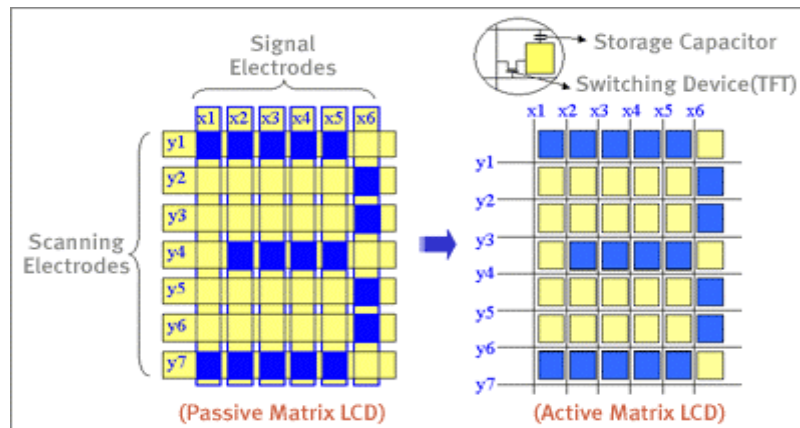 Signal
Electrodes
Storage Capacitor
Switching Device(TFT)
x1 x2 x3 x4 x5 x6
x1 x2 x3 x4 x5 x6
Scanning
Electrodes
y1
y2
y3
y4
y5
y6
y7
y1
y2
y3
y4
y5
y6
y7
(Passive Matrix LCD)
(Active Matrix LCD)